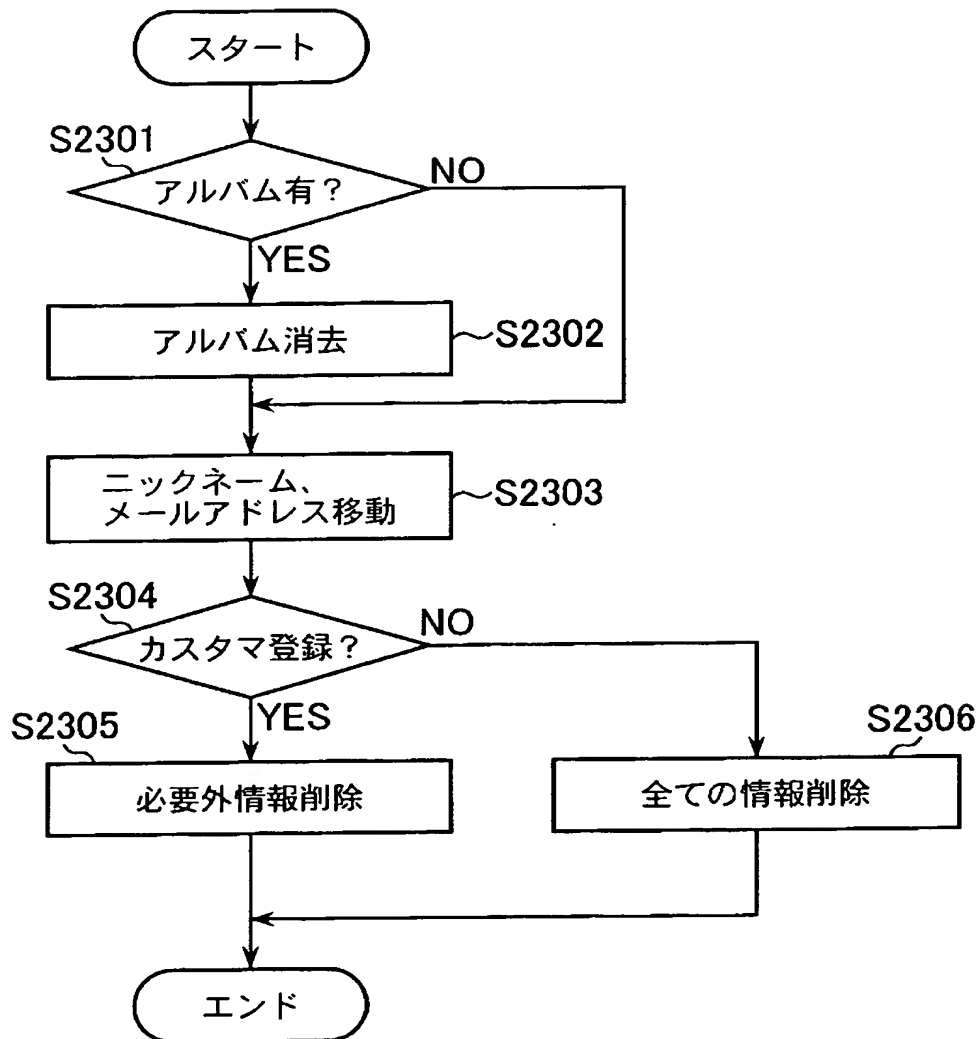 スタート
S2301
アルバム有?
NO
YES
アルバム消去
S2302
ニックネーム、
メールアドレス移動
S2303
S2304
カスタマ登録?
NO
YES
S2305
必要外情報削除
S2306
全ての情報削除
エンド